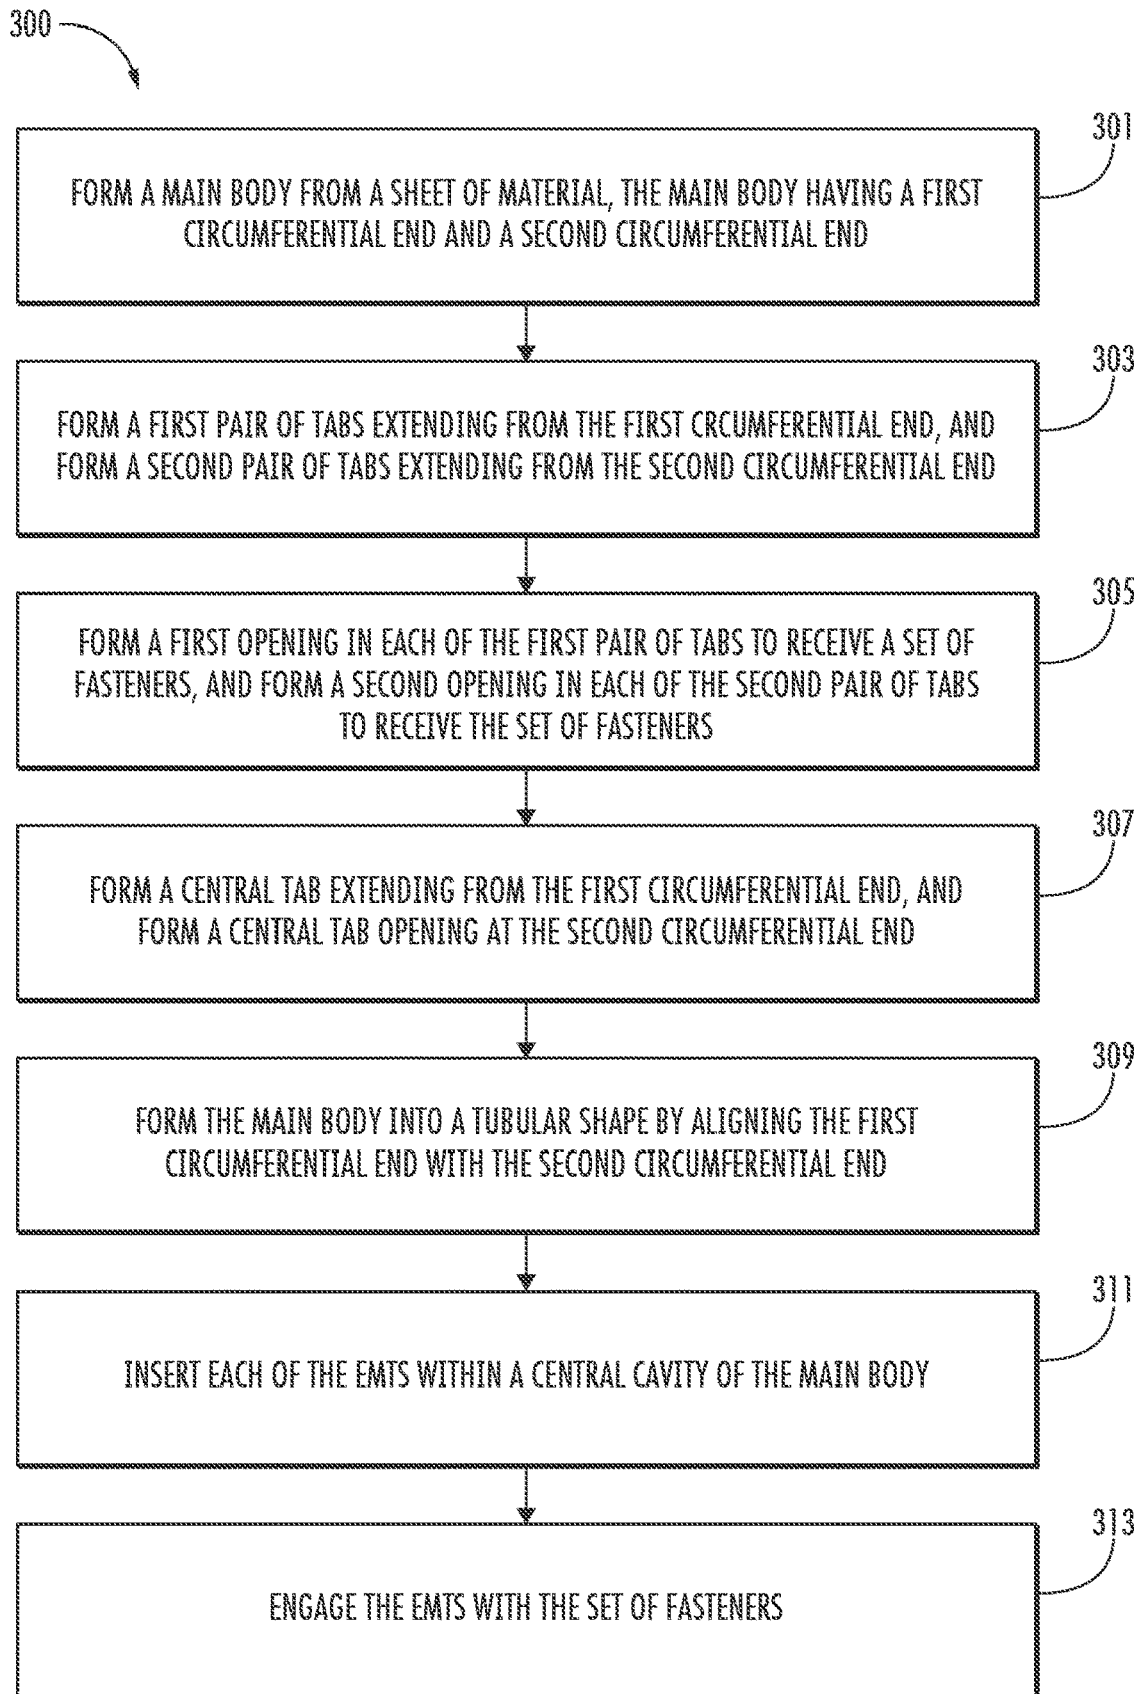 300
301
FORM A MAIN BODY FROM A SHEET OF MATERIAL, THE MAIN BODY HAVING A FIRST
CIRCUMFERENTIAL END AND A SECOND CIRCUMFERENTIAL END
303
FORM A FIRST PAIR OF TABS EXTENDING FROM THE FIRST CRCUMFERENTIAL END, AND
FORM A SECOND PAIR OF TABS EXTENDING FROM THE SECOND CIRCUMFERENTIAL END
305
FORM A FIRST OPENING IN EACH OF THE FIRST PAIR OF TABS TO RECEIVE A SET OF
FASTENERS, AND FORM A SECOND OPENING IN EACH OF THE SECOND PAIR OF TABS
TO RECEIVE THE SET OF FASTENERS
307
FORM A CENTRAL TAB EXTENDING FROM THE FIRST CIRCUMFERENTIAL END, AND
FORM A CENTRAL TAB OPENING AT THE SECOND CIRCUMFERENTIAL END
309
FORM THE MAIN BODY INTO A TUBULAR SHAPE BY ALIGNING THE FIRST
CIRCUMFERENTIAL END WITH THE SECOND CIRCUMFERENTIAL END
311
INSERT EACH OF THE EMTS WITHIN A CENTRAL CAVITY OF THE MAIN BODY
313
ENGAGE THE EMTS WITH THE SET OF FASTENERS